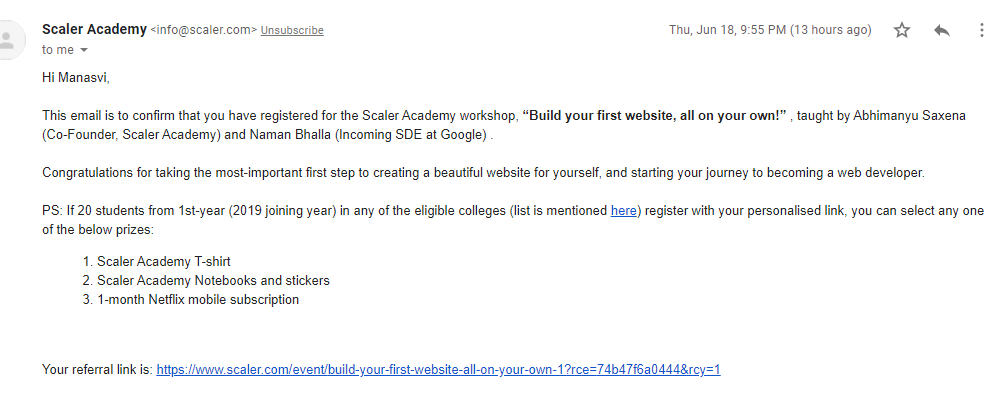 Scaler Academy <info@scaler.com> Unsubscribe Thu, Jun 18, 9:55 PM (13 hours ago)
to me
Hi Manasvi,
This email is to confirm that you have registered for the Scaler Academy workshop, “Build your first website, all on your own!” , taught by Abhimanyu Saxena
(Co-Founder, Scaler Academy) and Naman Bhalla (Incoming SDE at Google) .
Congratulations for taking the most-important first step to creating a beautiful website for yourself, and starting your journey to becoming a web developer.
PS: If 20 students from 1st-year (2019 joining year) in any of the eligible colleges (list is mentioned here) register with your personalised link, you can select any one
of the below prizes:
1. Scaler Academy T-shirt
2. Scaler Academy Notebooks and stickers
3. 1-month Netflix mobile subscription
Your referral link is: https://www.scaler.com/event/build-your-first-website-all-on-your-own-1?rce=74b47f6a0444&rcy=1